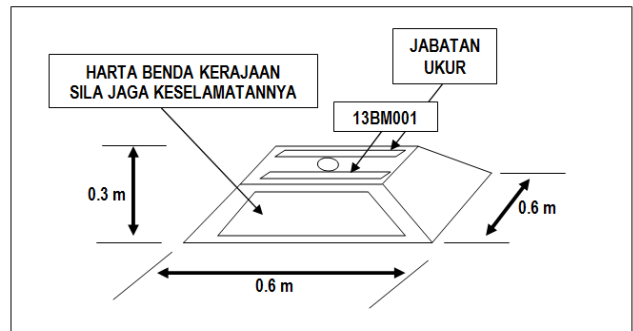 JABATAN
UKUR
HARTA BENDA KERAJAAN
SILA JAGA KESELAMATANNYA
13BM001
0.3 m
0.6 m
0.6 m